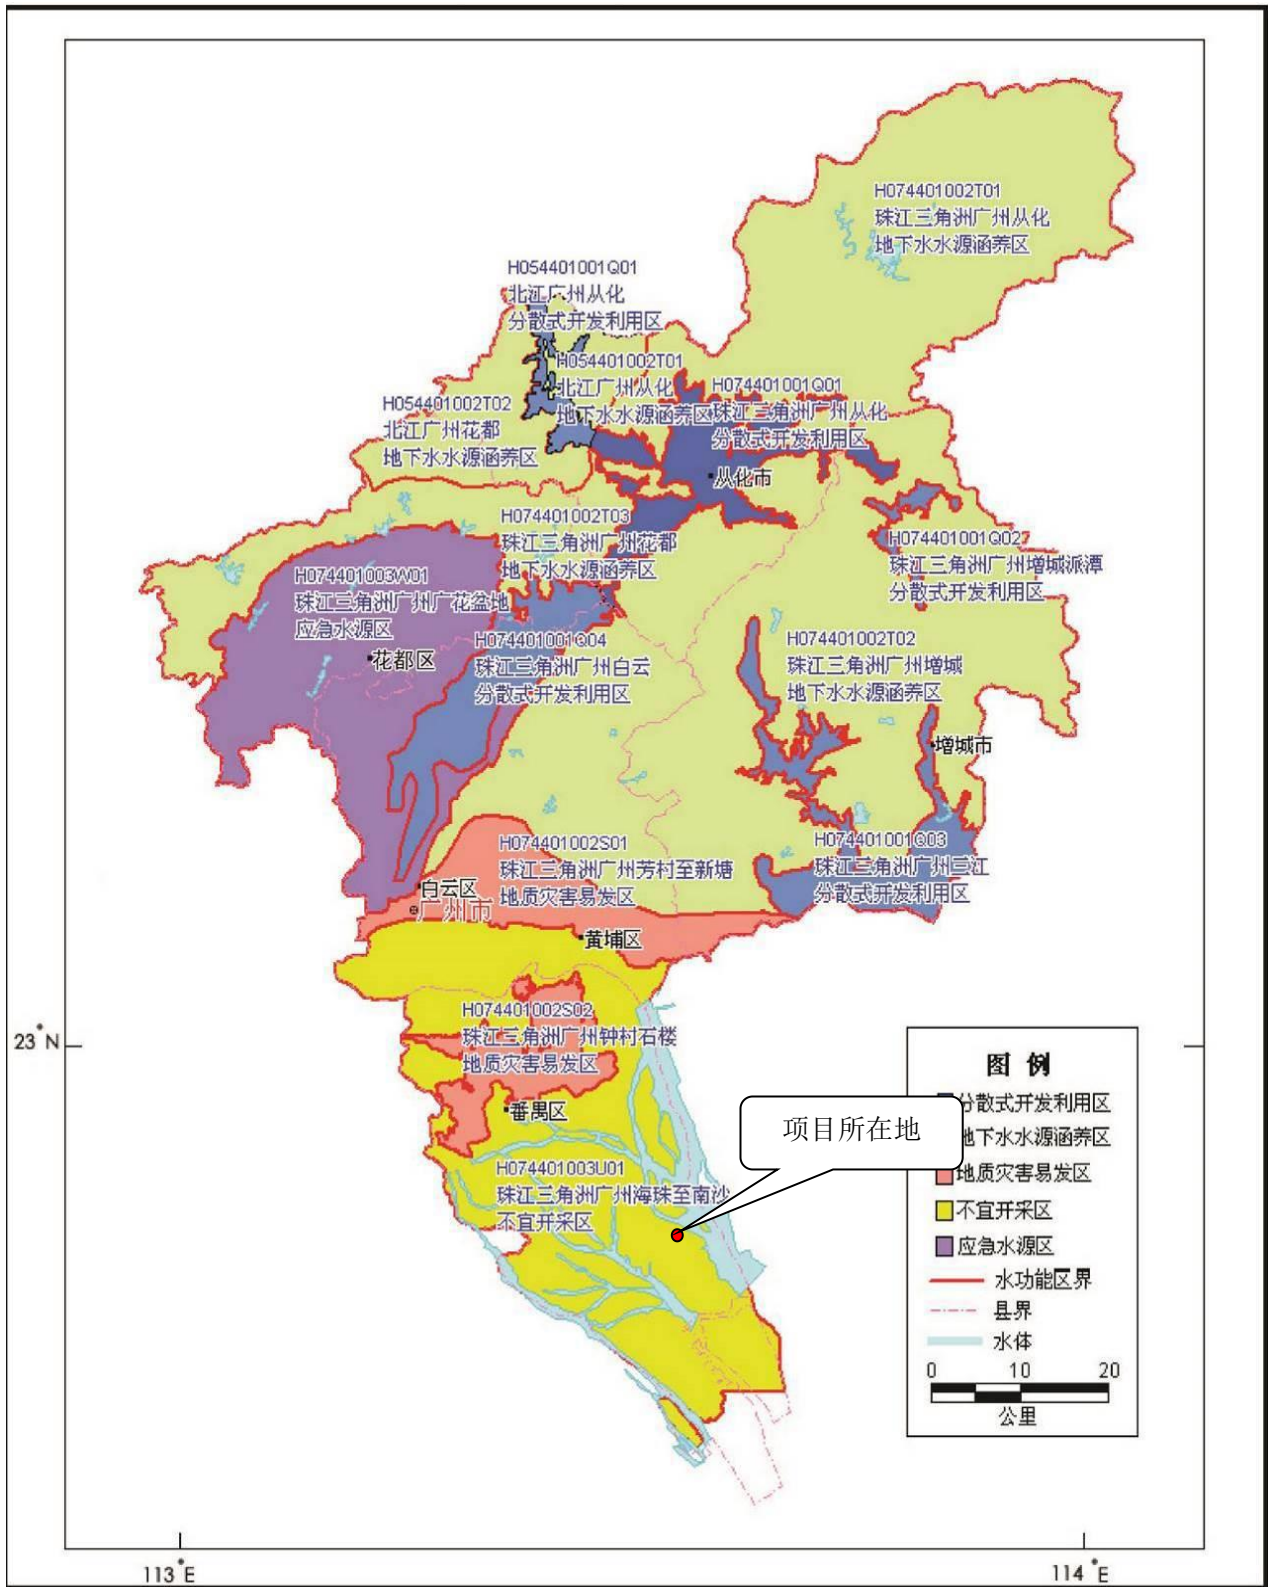 H074401002T01
珠江三角洲广州从化
地下水水源涵养区
H054401001Q01
北江广州从化
分散式开发利用区
H054401002T01
北江广州从化
地下水水源涵养区
H074401001Q01
珠江三角洲广州从化
分散式开发利用区
H054401002T02
北江广州花都
地下水水源涵养区
从化市
H074401002T03
珠江三角洲广州花都
地下水水源涵养区
H074401001Q02
珠江三角洲广州增城派潭
分散式开发利用区
H074401003W01
珠江三角洲广州广花盆地
应急水源区
花都区
H074401001Q04
珠江三角洲广州白云
分散式开发利用区
H074401002T02
珠江三角洲广州增城
地下水水源涵养区
增城市
H074401002S01
珠江三角洲广州芳村至新塘
地质灾害易发区
H074401001Q03
珠江三角洲广州三江
分散式开发利用区
白云区
广州市
黄埔区
H074401002S02
珠江三角洲广州钟村石楼
地质灾害易发区
23°N
番禺区
项目所在地
H074401003U01
珠江三角洲广州海珠至南沙
不宜开采区
图 例
分散式开发利用区
地下水水源涵养区
地质灾害易发区
不宜开采区
应急水源区
水功能区界
县界
水体
0 10 20
公里
113°E
114°E